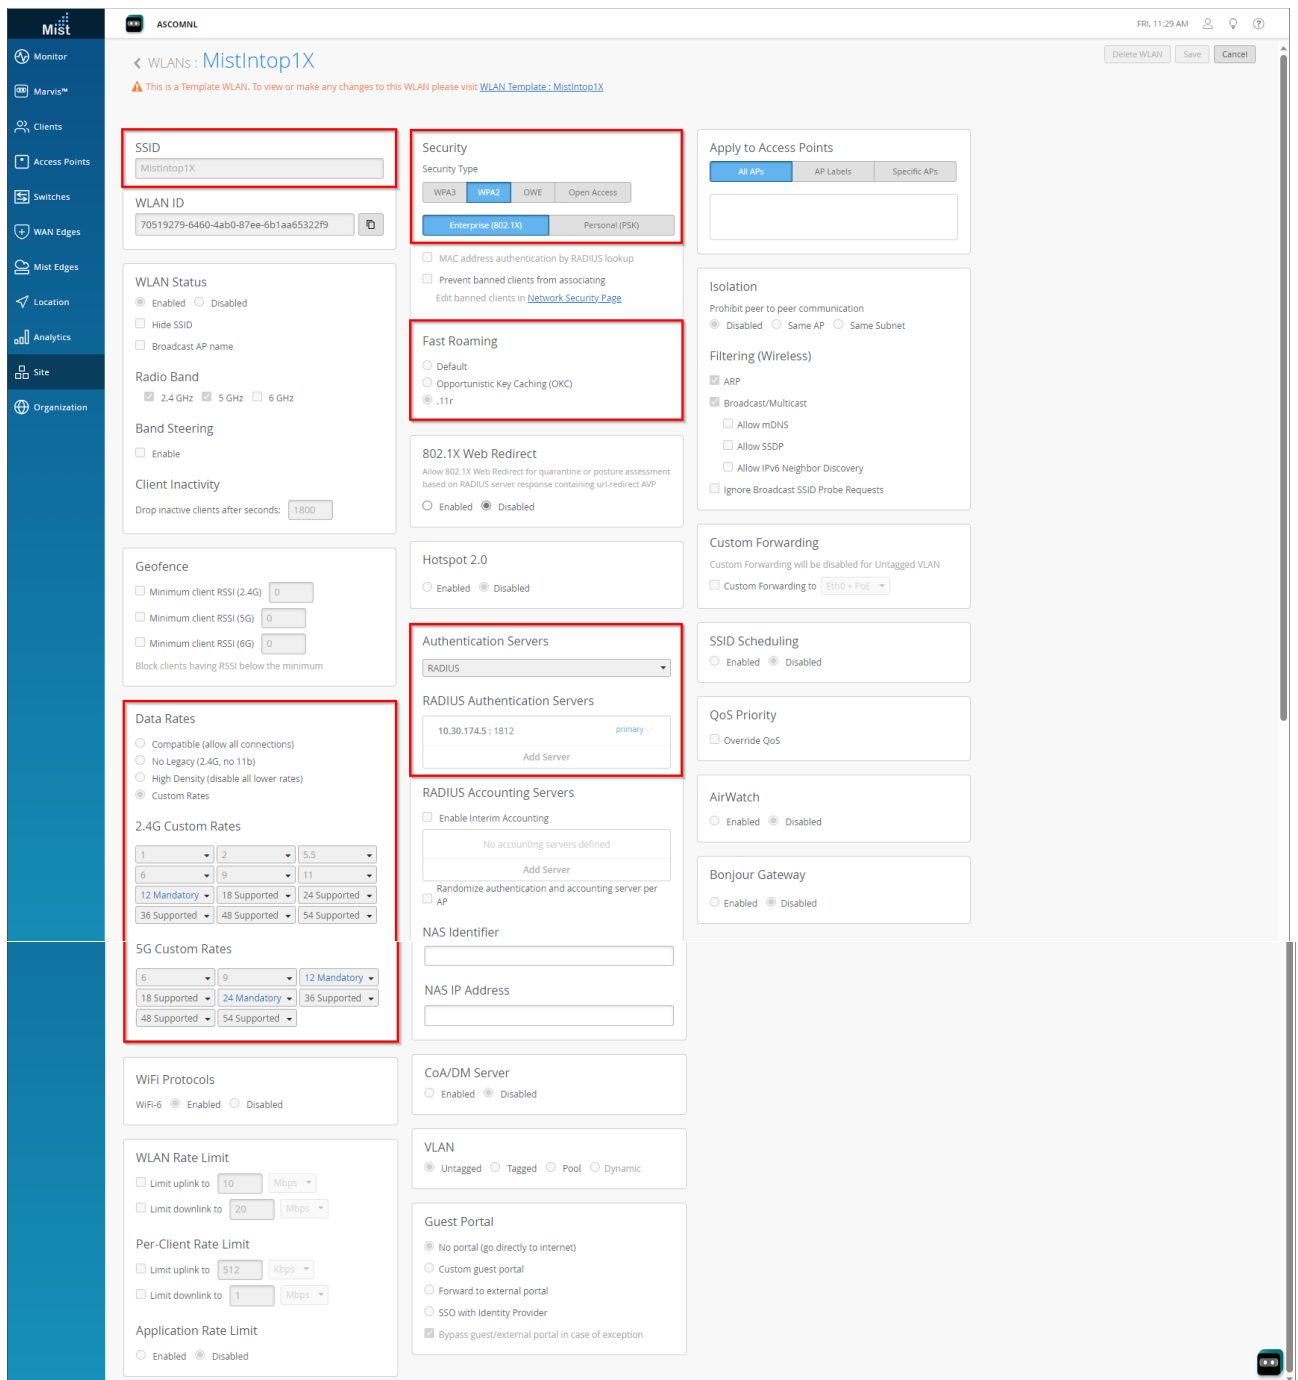 Mist
ASCOMNL
FRI, 11:29 AM
Monitor
Marvis™
Clients
Access Points
Switches
WAN Edges
Mist Edges
Location
Analytics
Site
Organization
WLANs : MistIntop1X
Delete WLAN Save Cancel
This is a Template WLAN. To view or make any changes to this WLAN please visit WLAN Template : MistIntop1X
SSID
MistIntop1X
WLAN ID
70519279-6460-4ab0-87ee-6b1aa65322f9
WLAN Status
Enabled Disabled
Hide SSID
Broadcast AP name
Radio Band
2.4 GHz 5 GHz 6 GHz
Band Steering
Enable
Client Inactivity
Drop inactive clients after seconds: 1800
Geofence
Minimum client RSSI (2.4G) 0
Minimum client RSSI (5G) 0
Minimum client RSSI (6G) 0
Block clients having RSSI below the minimum
Data Rates
Compatible (allow all connections)
No Legacy (2.4G, no 11b)
High Density (disable all lower rates)
Custom Rates
2.4G Custom Rates
1 2 5.5
6 9 11
12 Mandatory 18 Supported 24 Supported
36 Supported 48 Supported 54 Supported
5G Custom Rates
6 9 12 Mandatory
18 Supported 24 Mandatory 36 Supported
48 Supported 54 Supported
WiFi Protocols
WiFi-6 Enabled Disabled
WLAN Rate Limit
Limit uplink to 10 Mbps
Limit downlink to 20 Mbps
Per-Client Rate Limit
Limit uplink to 512 Kbps
Limit downlink to 1 Mbps
Application Rate Limit
Enabled Disabled
Security
Security Type
WPA3 WPA2 OWE Open Access
Enterprise (802.1X) Personal (PSK)
MAC address authentication by RADIUS lookup
Prevent banned clients from associating
Edit banned clients in Network Security Page
Fast Roaming
Default
Opportunistic Key Caching (OKC)
.11r
802.1X Web Redirect
Allow 802.1X Web Redirect for quarantine or posture assessment
based on RADIUS server response containing url-redirect AVP
Enabled Disabled
Hotspot 2.0
Enabled Disabled
Authentication Servers
RADIUS
RADIUS Authentication Servers
10.30.174.5 : 1812 primary
Add Server
RADIUS Accounting Servers
Enable Interim Accounting
No accounting servers defined
Add Server
Randomize authentication and accounting server per
AP
NAS Identifier
NAS IP Address
CoA/DM Server
Enabled Disabled
VLAN
Untagged Tagged Pool Dynamic
Guest Portal
No portal (go directly to internet)
Custom guest portal
Forward to external portal
SSO with Identity Provider
Bypass guest/external portal in case of exception
Apply to Access Points
All APs AP Labels Specific APs
Isolation
Prohibit peer to peer communication
Disabled Same AP Same Subnet
Filtering (Wireless)
ARP
Broadcast/Multicast
Allow mDNS
Allow SSDP
Allow IPv6 Neighbor Discovery
Ignore Broadcast SSID Probe Requests
Custom Forwarding
Custom Forwarding will be disabled for Untagged VLAN
Custom Forwarding to Eth0 + PoE
SSID Scheduling
Enabled Disabled
QoS Priority
Override QoS
AirWatch
Enabled Disabled
Bonjour Gateway
Enabled Disabled